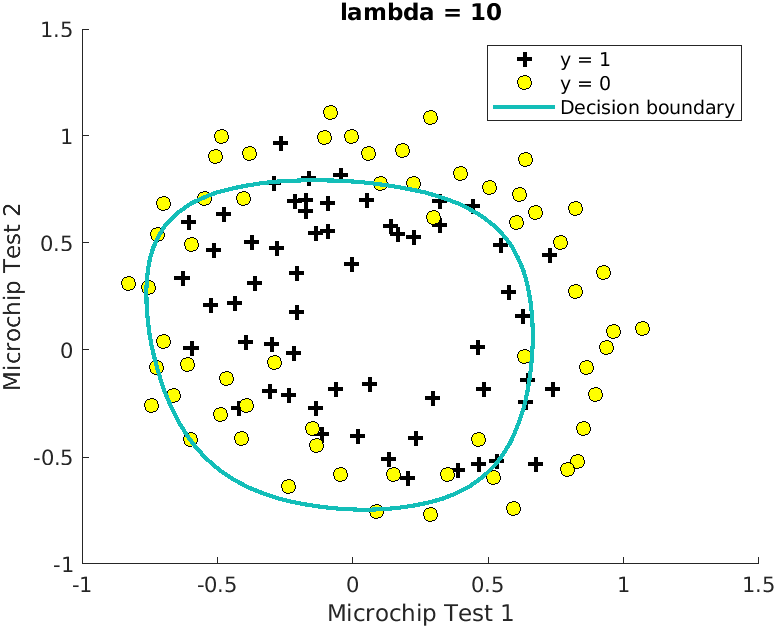 lambda = 10
y = 1
y = 0
Decision boundary
1.5
1
0.5
0
-0.5
-1
Microchip Test 2
-1
-0.5
0
0.5
1
1.5
Microchip Test 1